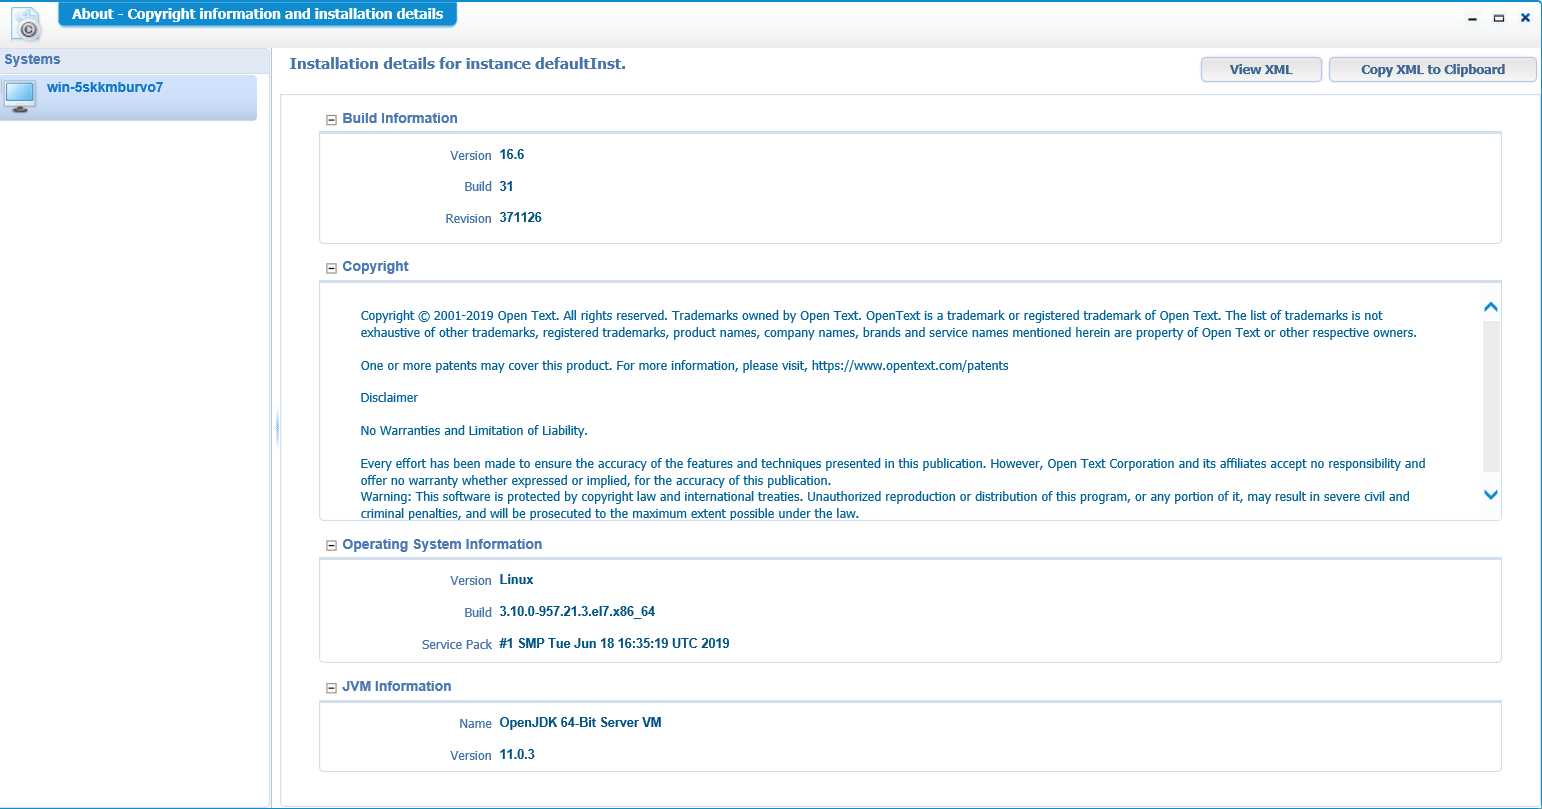 About - Copyright information and installation details
Systems
win-5skkmburvo7
Installation details for instance defaultInst.
View XML
Copy XML to Clipboard
Build Information
Version 16.6
Build 31
Revision 371126
Copyright
Copyright © 2001-2019 Open Text. All rights reserved. Trademarks owned by Open Text. OpenText is a trademark or registered trademark of Open Text. The list of trademarks is not
exhaustive of other trademarks, registered trademarks, product names, company names, brands and service names mentioned herein are property of Open Text or other respective owners.
One or more patents may cover this product. For more information, please visit, https://www.opentext.com/patents
Disclaimer
No Warranties and Limitation of Liability.
Every effort has been made to ensure the accuracy of the features and techniques presented in this publication. However, Open Text Corporation and its affiliates accept no responsibility and
offer no warranty whether expressed or implied, for the accuracy of this publication.
Warning: This software is protected by copyright law and international treaties. Unauthorized reproduction or distribution of this program, or any portion of it, may result in severe civil and
criminal penalties, and will be prosecuted to the maximum extent possible under the law.
Operating System Information
Version Linux
Build 3.10.0-957.21.3.el7.x86_64
Service Pack #1 SMP Tue Jun 18 16:35:19 UTC 2019
JVM Information
Name OpenJDK 64-Bit Server VM
Version 11.0.3